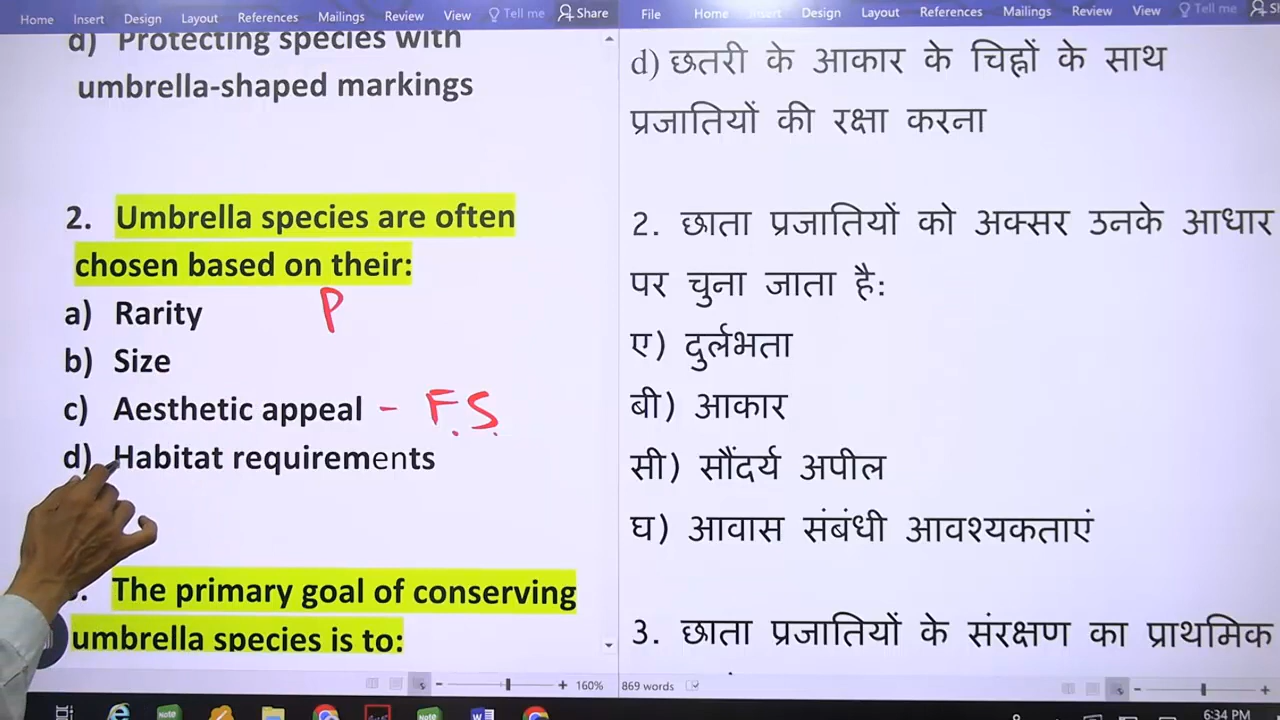 Home Insert Design Layout References Mailings Review View Tell me Share
File Home Insert Design Layout References Mailings Review View Tell me
d) Protecting species with
umbrella-shaped markings
2. Umbrella species are often
chosen based on their:
a) Rarity P
b) Size
c) Aesthetic appeal - F.S.
d) Habitat requirements
The primary goal of conserving
umbrella species is to:
d) छतरी के आकार के चिह्नों के साथ
प्रजातियों की रक्षा करना
2. छाता प्रजातियों को अक्सर उनके आधार
पर चुना जाता है:
ए) दुर्लभता
बी) आकार
सी) सौंदर्य अपील
घ) आवास संबंधी आवश्यकताएं
3. छाता प्रजातियों के संरक्षण का प्राथमिक
160% 869 words
6:34 PM